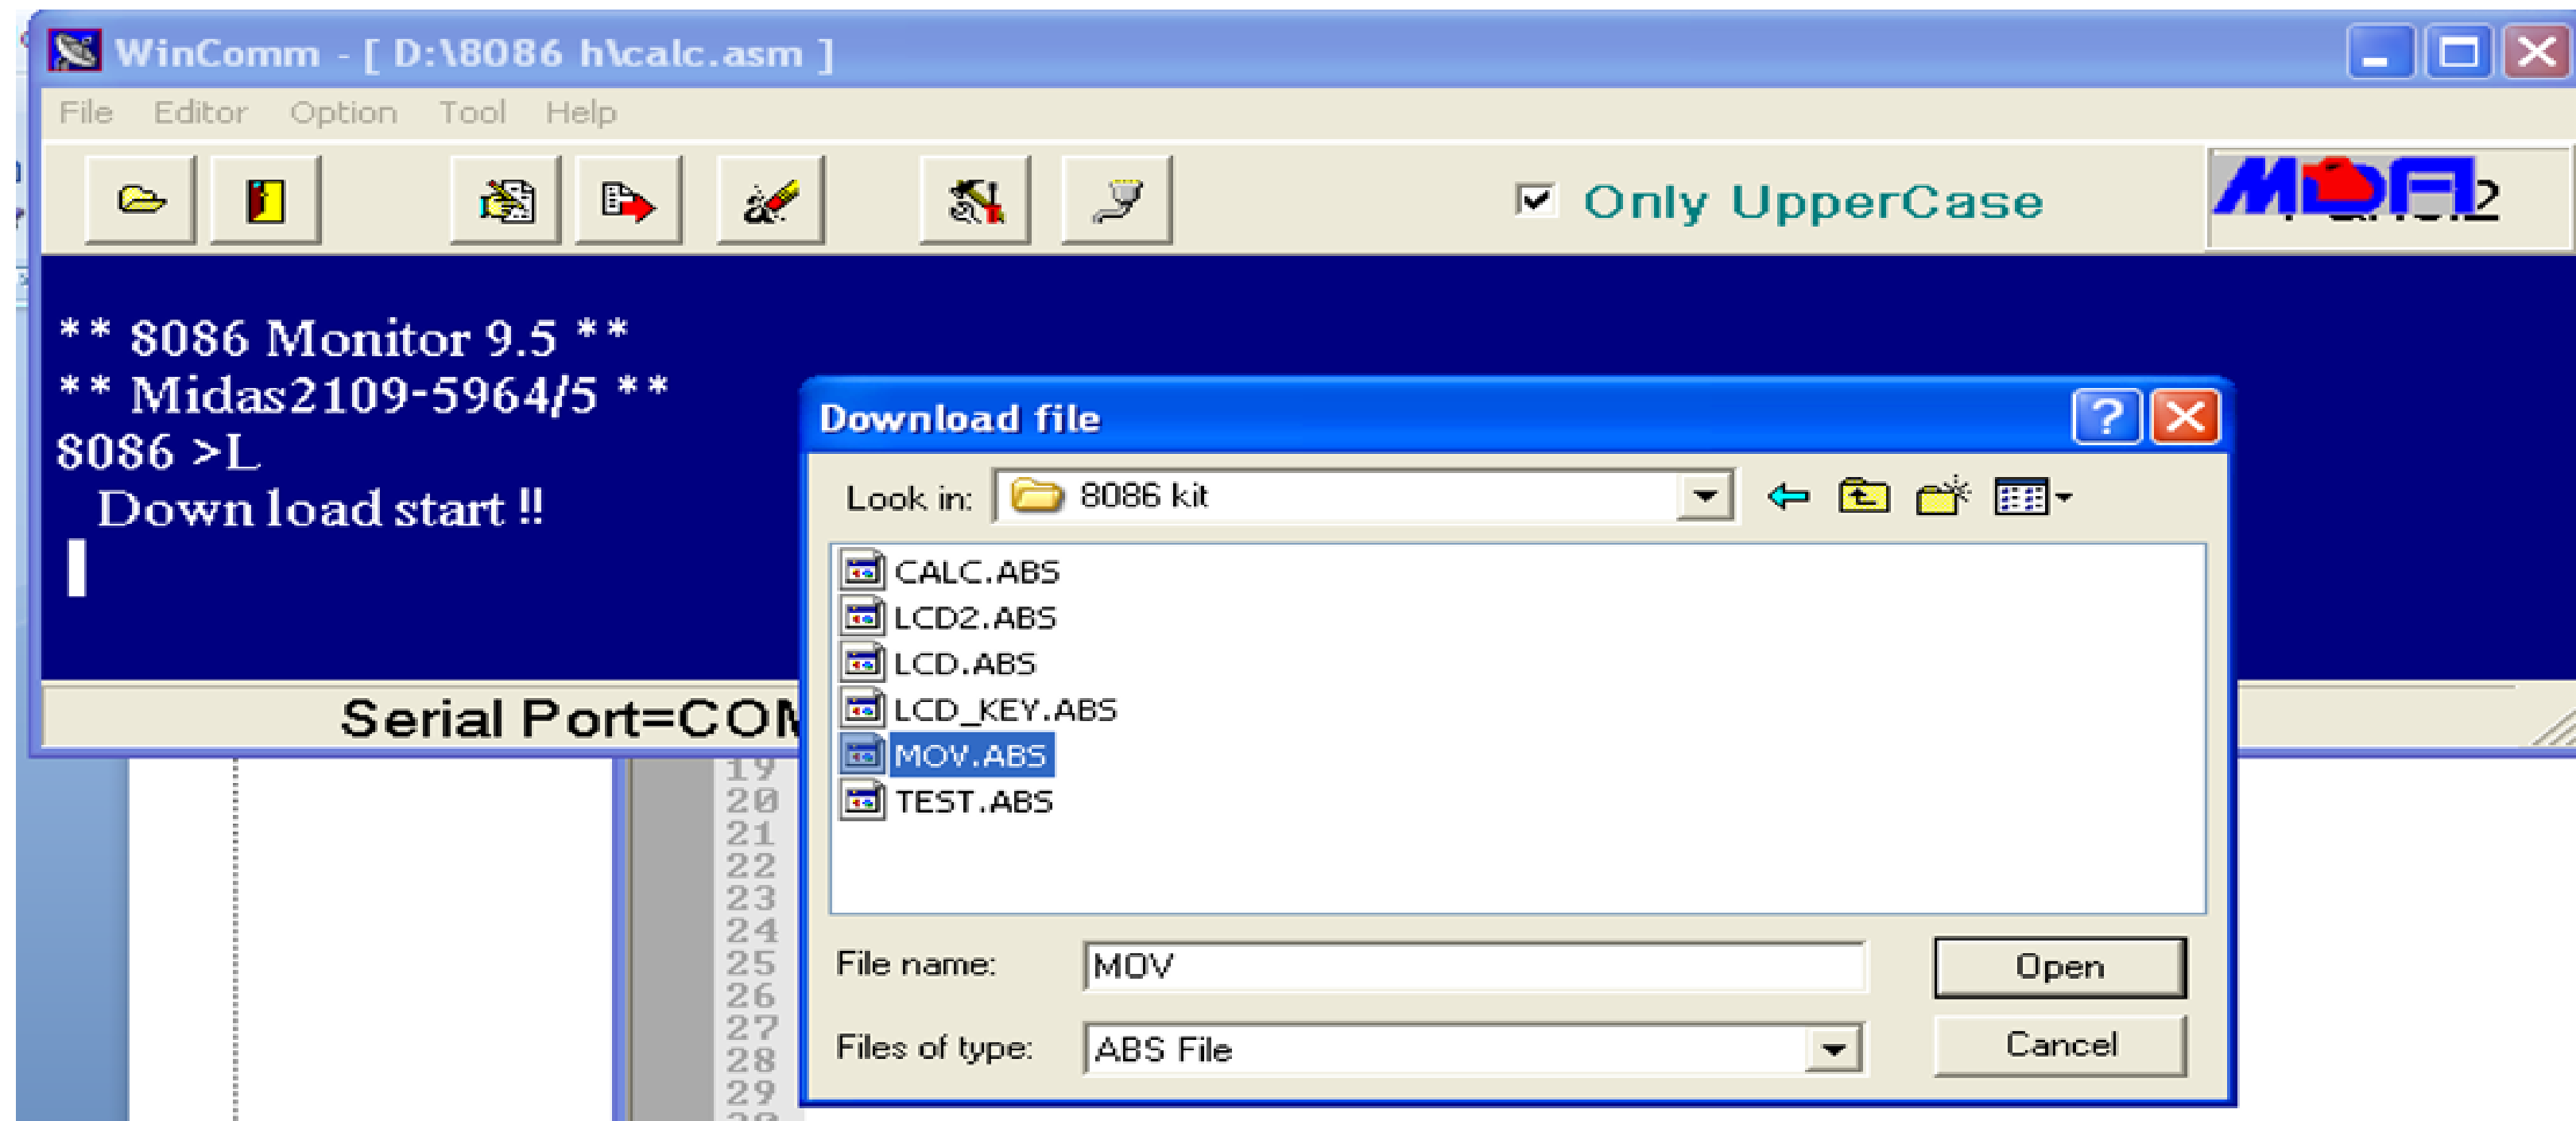 WinComm - [ D:\8086 h\calc.asm ]
File Editor Option Tool Help
Only UpperCase
MDA
** 8086 Monitor 9.5 **
** Midas2109-5964/5 **
8086 >L
Down load start !!
Serial Port=COM
Download file
Look in: 8086 kit
CALC.ABS
LCD2.ABS
LCD.ABS
LCD_KEY.ABS
MOV.ABS
TEST.ABS
File name: MOV
Open
Files of type: ABS File
Cancel
19
20
21
22
23
24
25
26
27
28
29